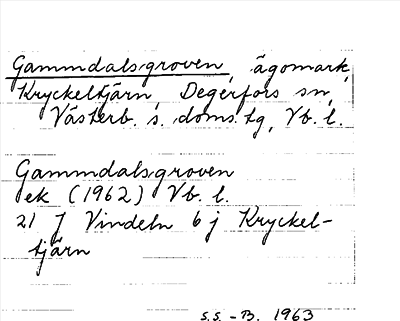 Gammdalsgroven, ägomark,
Kryckeltjärn, Degerfors sn,
Västerb. s. doms. tg, Vb. l.
Gammdalsgroven
ek (1962) Vb. l.
21 J Vindeln 6 j Kryckel-
tjärn
S.S. - B. 1963